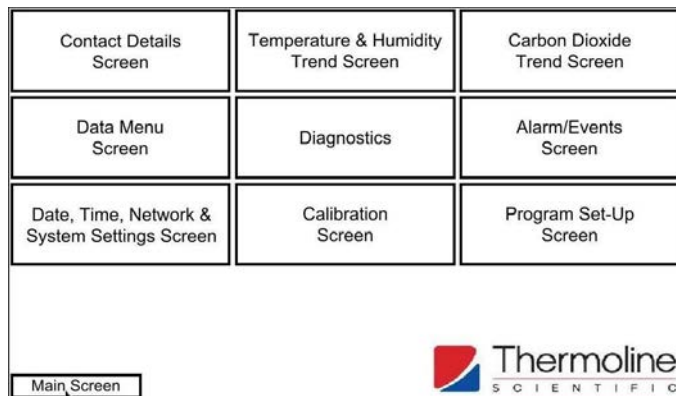 Contact Details
Screen
Temperature & Humidity
Trend Screen
Carbon Dioxide
Trend Screen
Data Menu
Screen
Diagnostics
Alarm/Events
Screen
Date, Time, Network &
System Settings Screen
Calibration
Screen
Program Set-Up
Screen
Main Screen
Thermoline
SCIENTIFIC